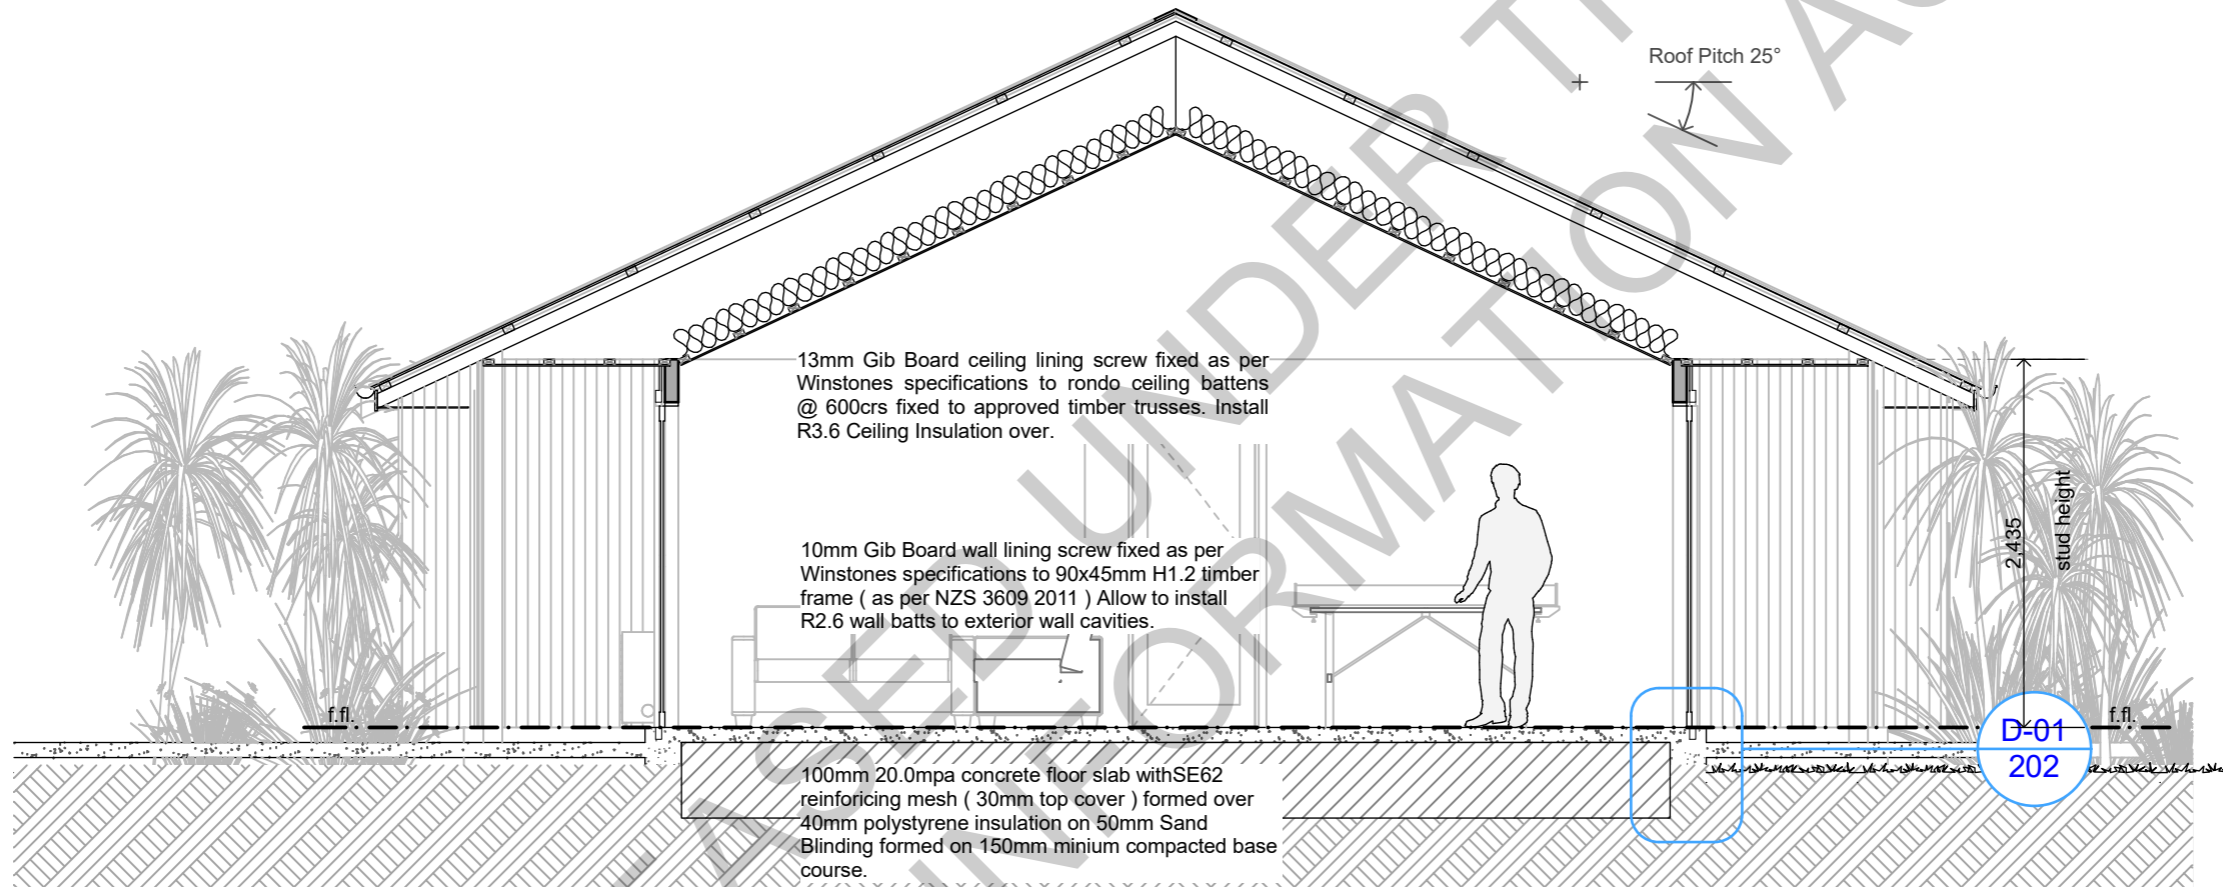 Roof Pitch 25°
13mm Gib Board ceiling lining screw fixed as per
Winstones specifications to rondo ceiling battens
@ 600crs fixed to approved timber trusses. Install
R3.6 Ceiling Insulation over.
10mm Gib Board wall lining screw fixed as per
Winstones specifications to 90x45mm H1.2 timber
frame ( as per NZS 3609 2011 ) Allow to install
R2.6 wall batts to exterior wall cavities.
2,435
stud height
f.fl.
f.fl.
D-01
202
100mm 20.0mpa concrete floor slab withSE62
reinforicing mesh ( 30mm top cover ) formed over
40mm polystyrene insulation on 50mm Sand
Blinding formed on 150mm minium compacted base
course.
ASED UNDER T
INFORMATION A